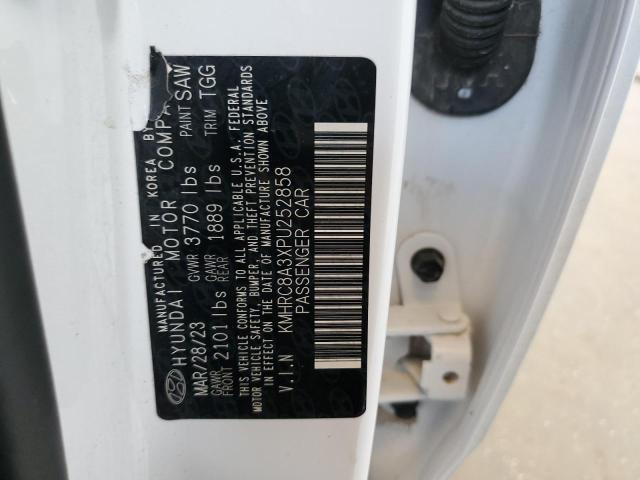 MANUFACTURED IN KOREA BY
HYUNDAI MOTOR COMPA
MAR/28/23 GVWR 3770 lbs PAINT SAW
GAWR FRONT 2101 lbs GAWR REAR 1889 lbs TRIM TGG
THIS VEHICLE CONFORMS TO ALL APPLICABLE U.S.A. FEDERAL
MOTOR VEHICLE SAFETY, BUMPER, AND THEFT PREVENTION STANDARDS
IN EFFECT ON THE DATE OF MANUFACTURE SHOWN ABOVE
V.I.N KMHRC8A3XPU252858
PASSENGER CAR